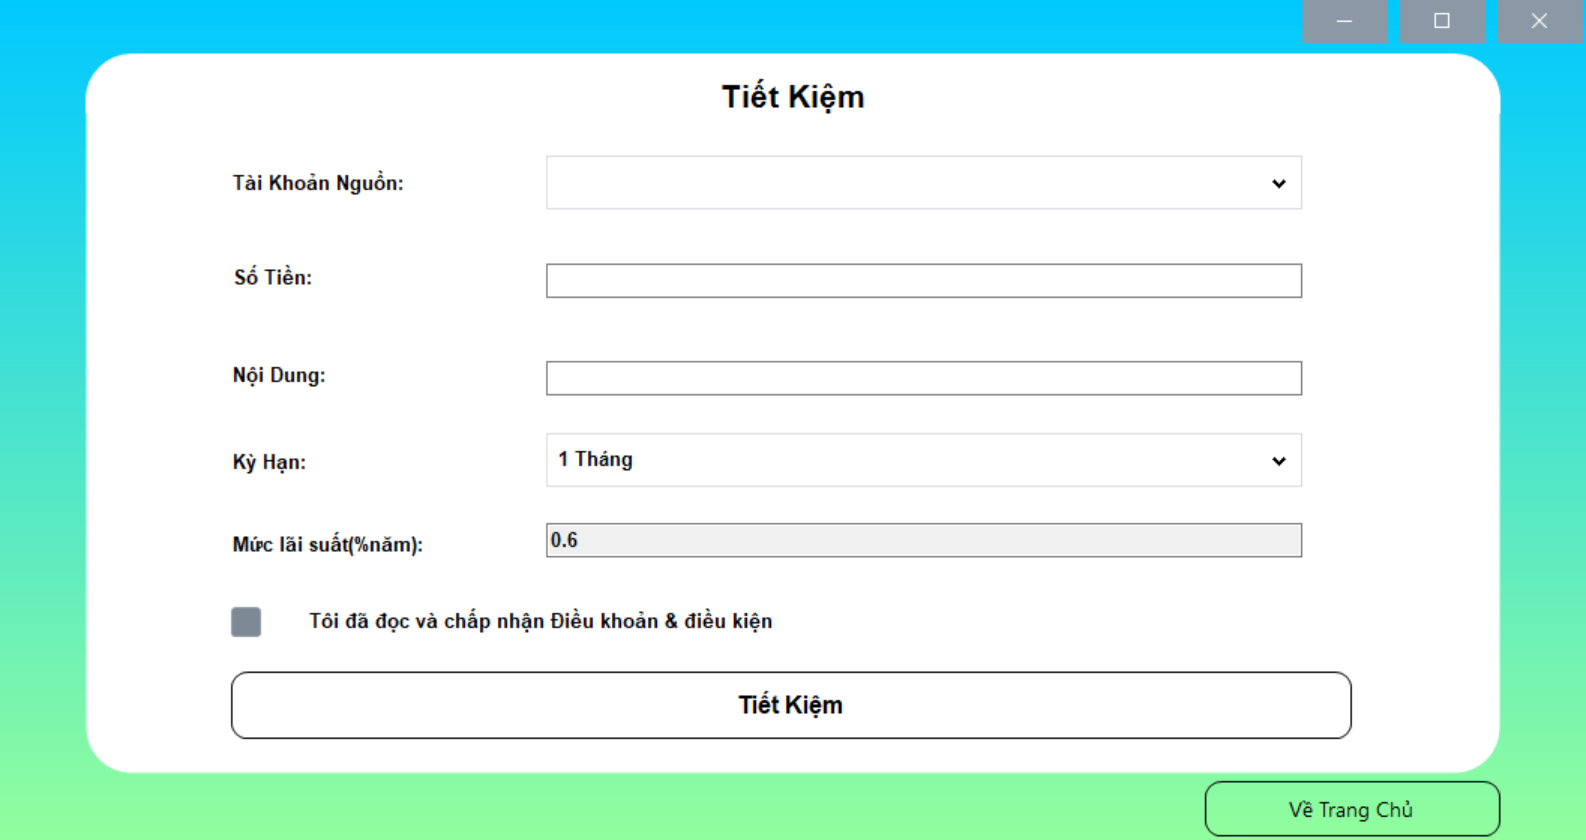 Tiết Kiệm
Tài Khoản Nguồn:
Số Tiền:
Nội Dung:
Kỳ Hạn:
1 Tháng
Mức lãi suất(%năm):
0.6
Tôi đã đọc và chấp nhận Điều khoản & điều kiện
Tiết Kiệm
Về Trang Chủ